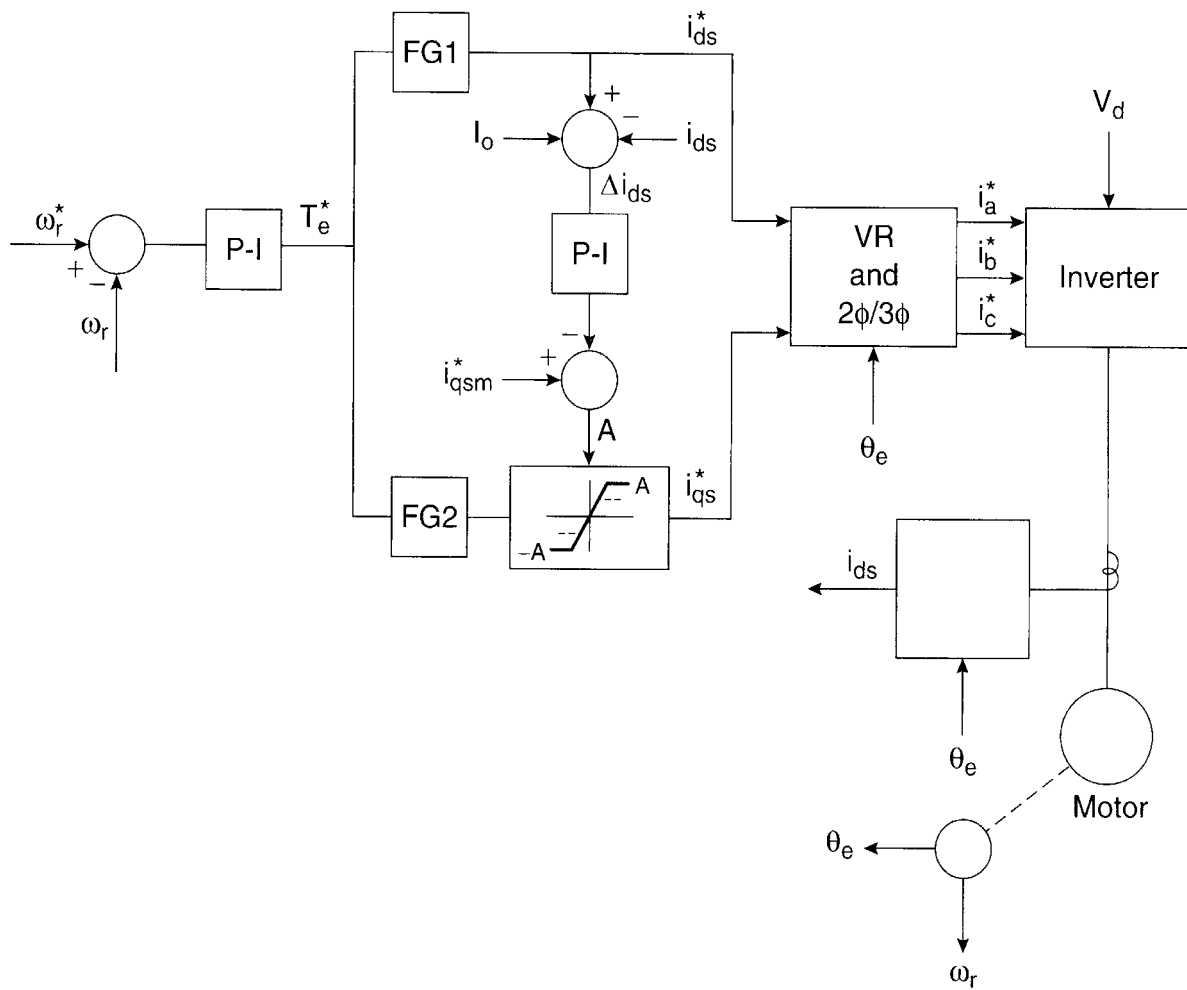 FG1
i*ds
+
−
Io
ids
Δids
Vd
ω*r
+
−
P-I
T*e
ωr
P-I
VR
and
2ϕ/3ϕ
i*a
i*b
i*c
Inverter
−
+
i*qsm
A
θe
FG2
A
−A
i*qs
ids
θe
Motor
θe
ωr